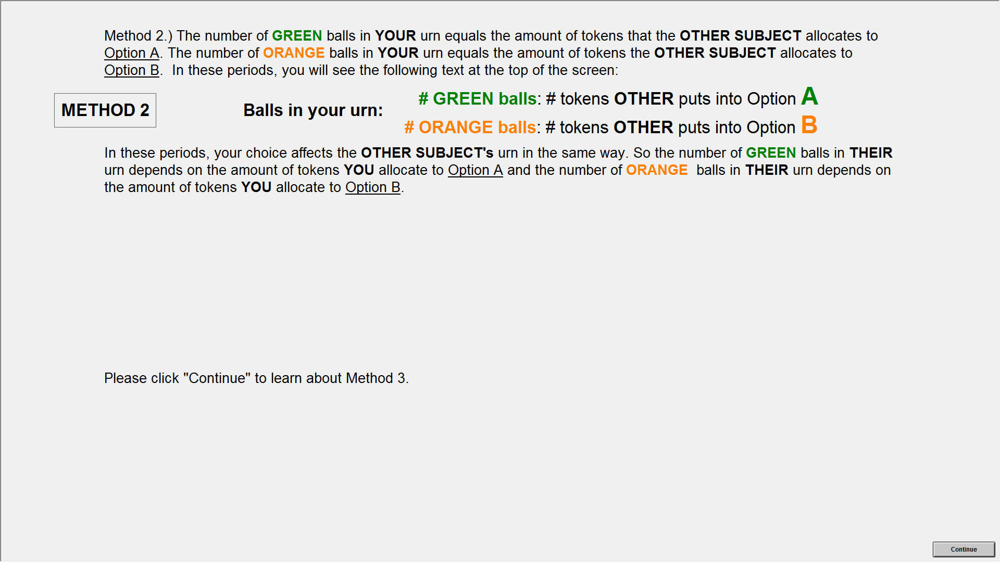 Method 2.) The number of GREEN balls in YOUR urn equals the amount of tokens that the OTHER SUBJECT allocates to
Option A. The number of ORANGE balls in YOUR urn equals the amount of tokens the OTHER SUBJECT allocates to
Option B.  In these periods, you will see the following text at the top of the screen:
METHOD 2
Balls in your urn:
# GREEN balls: # tokens OTHER puts into Option A
# ORANGE balls: # tokens OTHER puts into Option B
In these periods, your choice affects the OTHER SUBJECT's urn in the same way. So the number of GREEN balls in THEIR
urn depends on the amount of tokens YOU allocate to Option A and the number of ORANGE  balls in THEIR urn depends on
the amount of tokens YOU allocate to Option B.
Please click "Continue" to learn about Method 3.
Continue